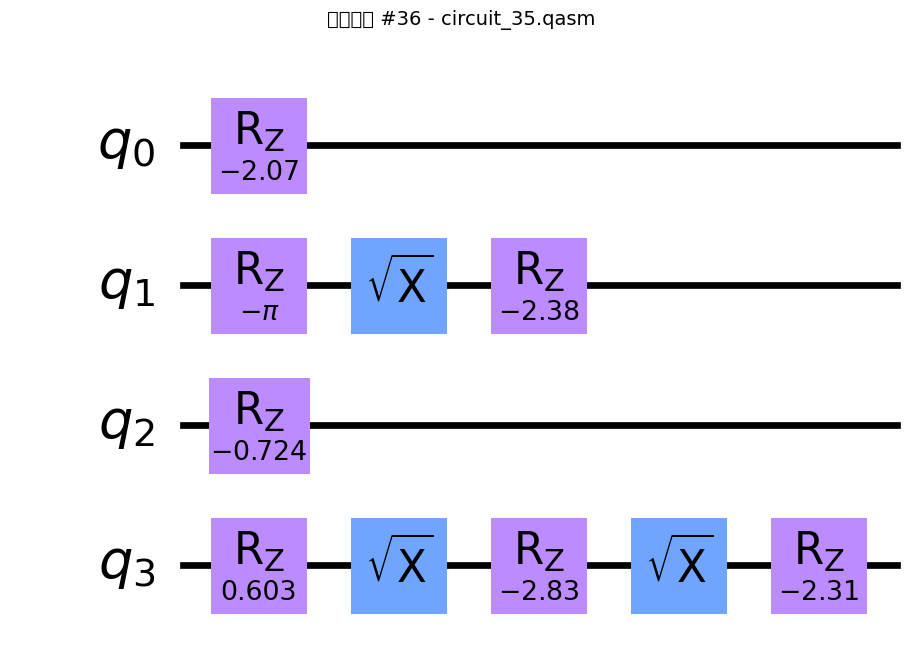 #36 - circuit_35.qasm
q0 RZ −2.07
q1 RZ −π √X RZ −2.38
q2 RZ −0.724
q3 RZ 0.603 √X RZ −2.83 √X RZ −2.31